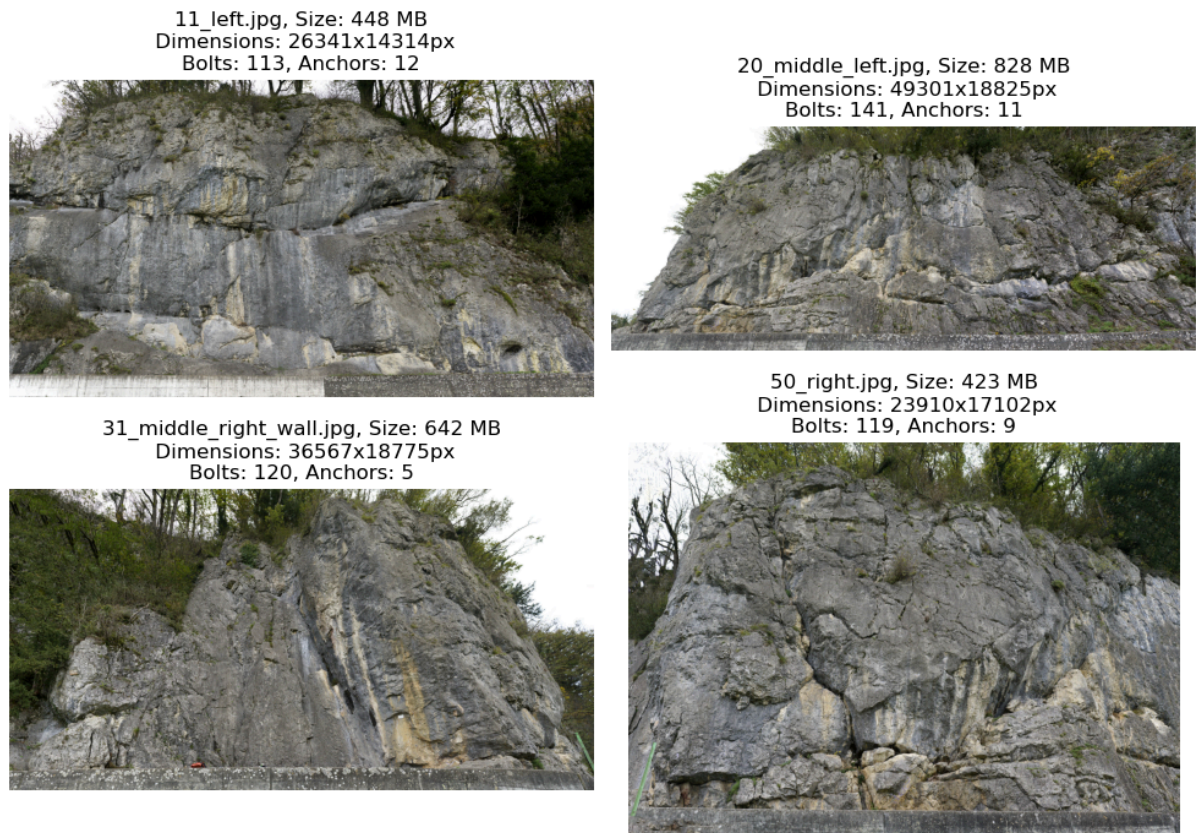 11_left.jpg, Size: 448 MB
Dimensions: 26341x14314px
Bolts: 113, Anchors: 12
20_middle_left.jpg, Size: 828 MB
Dimensions: 49301x18825px
Bolts: 141, Anchors: 11
31_middle_right_wall.jpg, Size: 642 MB
Dimensions: 36567x18775px
Bolts: 120, Anchors: 5
50_right.jpg, Size: 423 MB
Dimensions: 23910x17102px
Bolts: 119, Anchors: 9